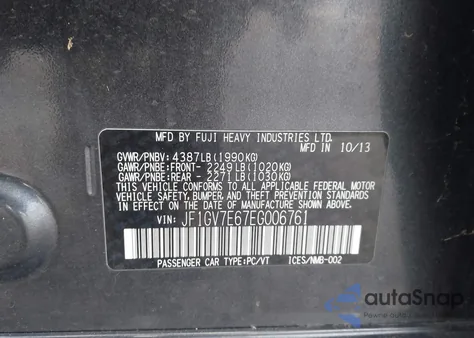 MFD. BY FUJI HEAVY INDUSTRIES LTD.
MFD IN 10/13
GVWR/PNBV: 4387LB(1990KG)
GAWR/PNBE:FRONT- 2249LB(1020KG)
GAWR/PNBE:REAR - 2271LB(1030KG)
THIS VEHICLE CONFORMS TO ALL APPLICABLE FEDERAL MOTOR
VEHICLE SAFETY, BUMPER, AND THEFT PREVENTION STANDARDS
IN EFFECT ON THE DATE OF MANUFACTURE SHOWN ABOVE.
VIN: JF1GV7E67EG006761
PASSENGER CAR TYPE:PC/VT ICES/NMB-002
autoSnap